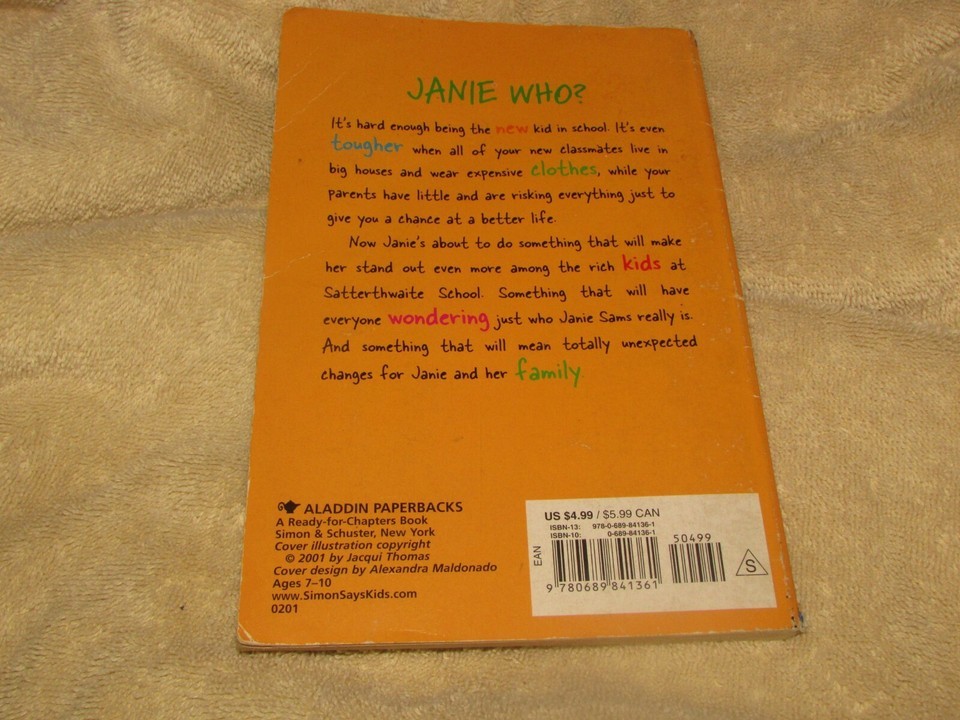 JANIE WHO?
It's hard enough being the new kid in school. It's even
tougher when all of your new classmates live in
big houses and wear expensive clothes, while your
parents have little and are risking everything just to
give you a chance at a better life.
Now Janie's about to do something that will make
her stand out even more among the rich kids at
Satterthwaite School. Something that will have
everyone wondering just who Janie Sams really is.
And something that will mean totally unexpected
changes for Janie and her family.
ALADDIN PAPERBACKS
A Ready-for-Chapters Book
Simon & Schuster, New York
Cover illustration copyright
© 2001 by Jacqui Thomas
Cover design by Alexandra Maldonado
Ages 7–10
www.SimonSaysKids.com
0201
US $4.99 / $5.99 CAN
ISBN-13: 978-0-689-84136-1
ISBN-10: 0-689-84136-1
50499
EAN
9 780689 841361
S